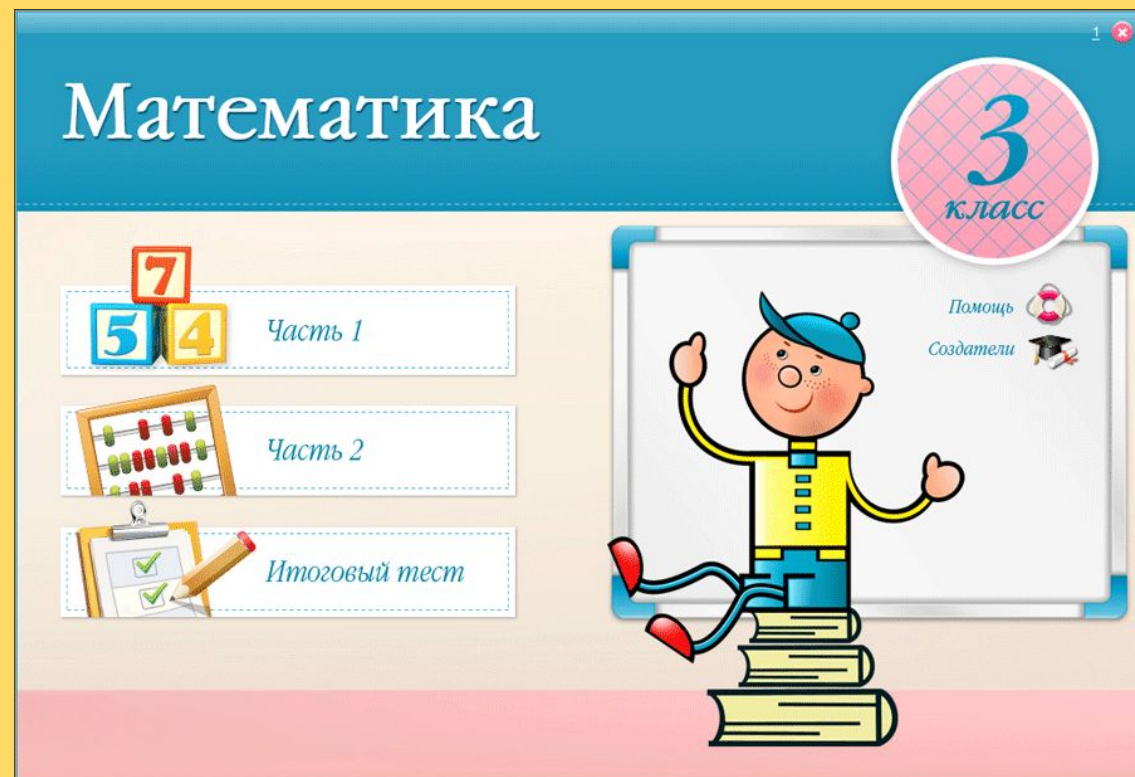 1
Математика
3
класс
7
5 4
Часть 1
Часть 2
Итоговый тест
Помощь
Создатели